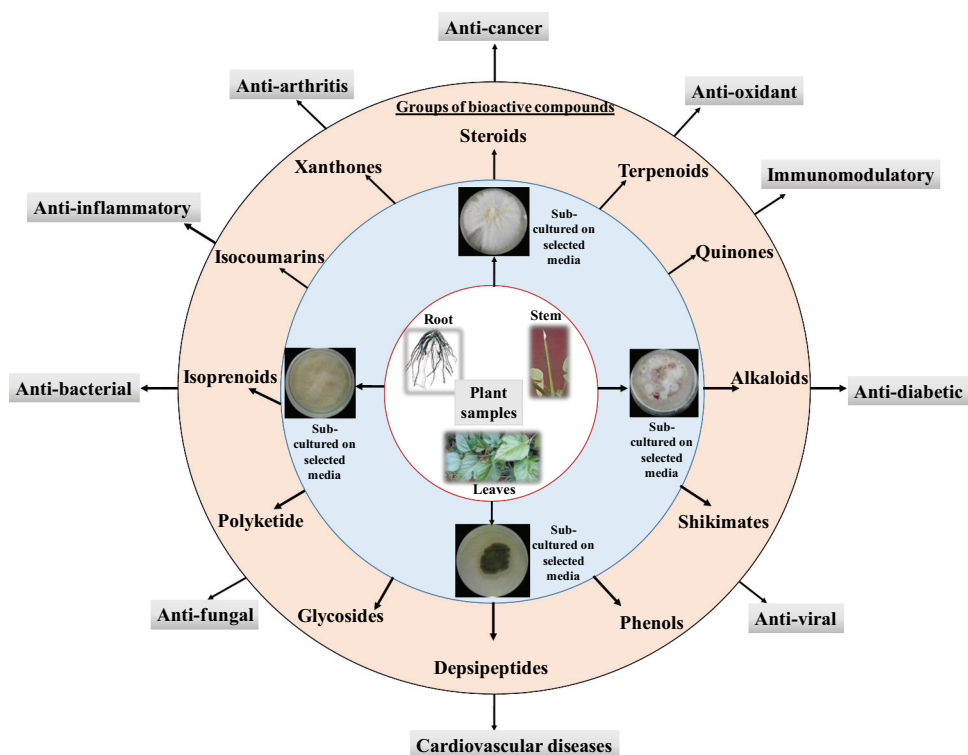 Anti-cancer
Anti-arthritis
Anti-oxidant
Groups of bioactive compounds
Steroids
Xanthones
Terpenoids
Immunomodulatory
Anti-inflammatory
Sub-
cultured on
selected
media
Isocoumarins
Quinones
Root
Stem
Isoprenoids
Anti-bacterial
Plant
samples
Alkaloids
Anti-diabetic
Sub-
cultured on
selected
media
Sub-
cultured on
selected
media
Leaves
Polyketide
Shikimates
Sub-
cultured on
selected
media
Anti-fungal
Glycosides
Phenols
Anti-viral
Depsipeptides
Cardiovascular diseases